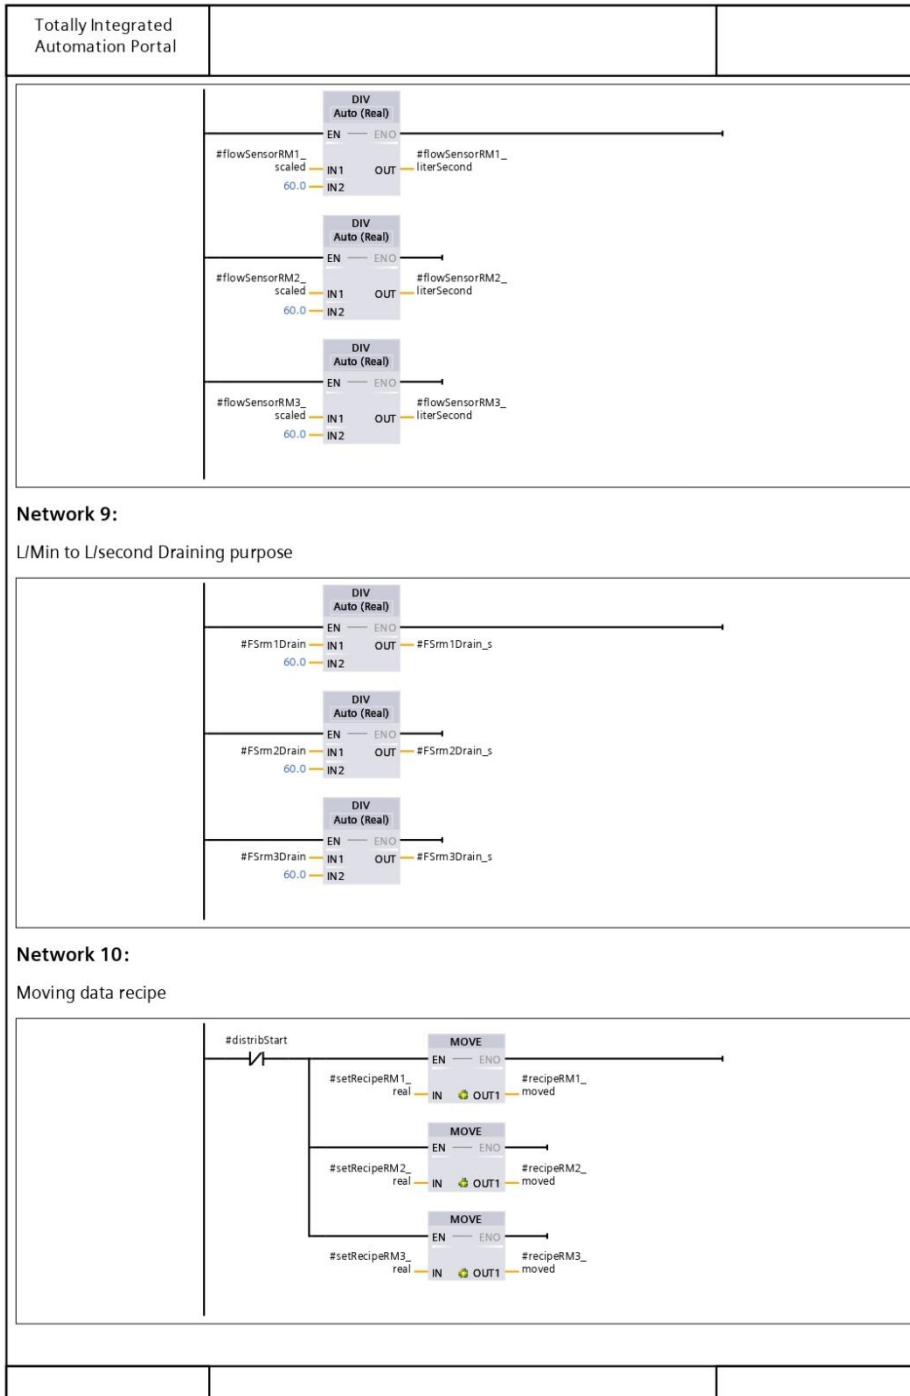 Totally Integrated
Automation Portal
DIV
Auto (Real)
EN ENO
#flowSensorRM1_
scaled IN1 OUT #flowSensorRM1_
literSecond
60.0 IN2
DIV
Auto (Real)
EN ENO
#flowSensorRM2_
scaled IN1 OUT #flowSensorRM2_
literSecond
60.0 IN2
DIV
Auto (Real)
EN ENO
#flowSensorRM3_
scaled IN1 OUT #flowSensorRM3_
literSecond
60.0 IN2
Network 9:
L/Min to L/second Draining purpose
DIV
Auto (Real)
EN ENO
#FSrm1Drain IN1 OUT #FSrm1Drain_s
60.0 IN2
DIV
Auto (Real)
EN ENO
#FSrm2Drain IN1 OUT #FSrm2Drain_s
60.0 IN2
DIV
Auto (Real)
EN ENO
#FSrm3Drain IN1 OUT #FSrm3Drain_s
60.0 IN2
Network 10:
Moving data recipe
#distribStart
MOVE
EN ENO
#setRecipeRM1_
real IN OUT1 #recipeRM1_
moved
MOVE
EN ENO
#setRecipeRM2_
real IN OUT1 #recipeRM2_
moved
MOVE
EN ENO
#setRecipeRM3_
real IN OUT1 #recipeRM3_
moved